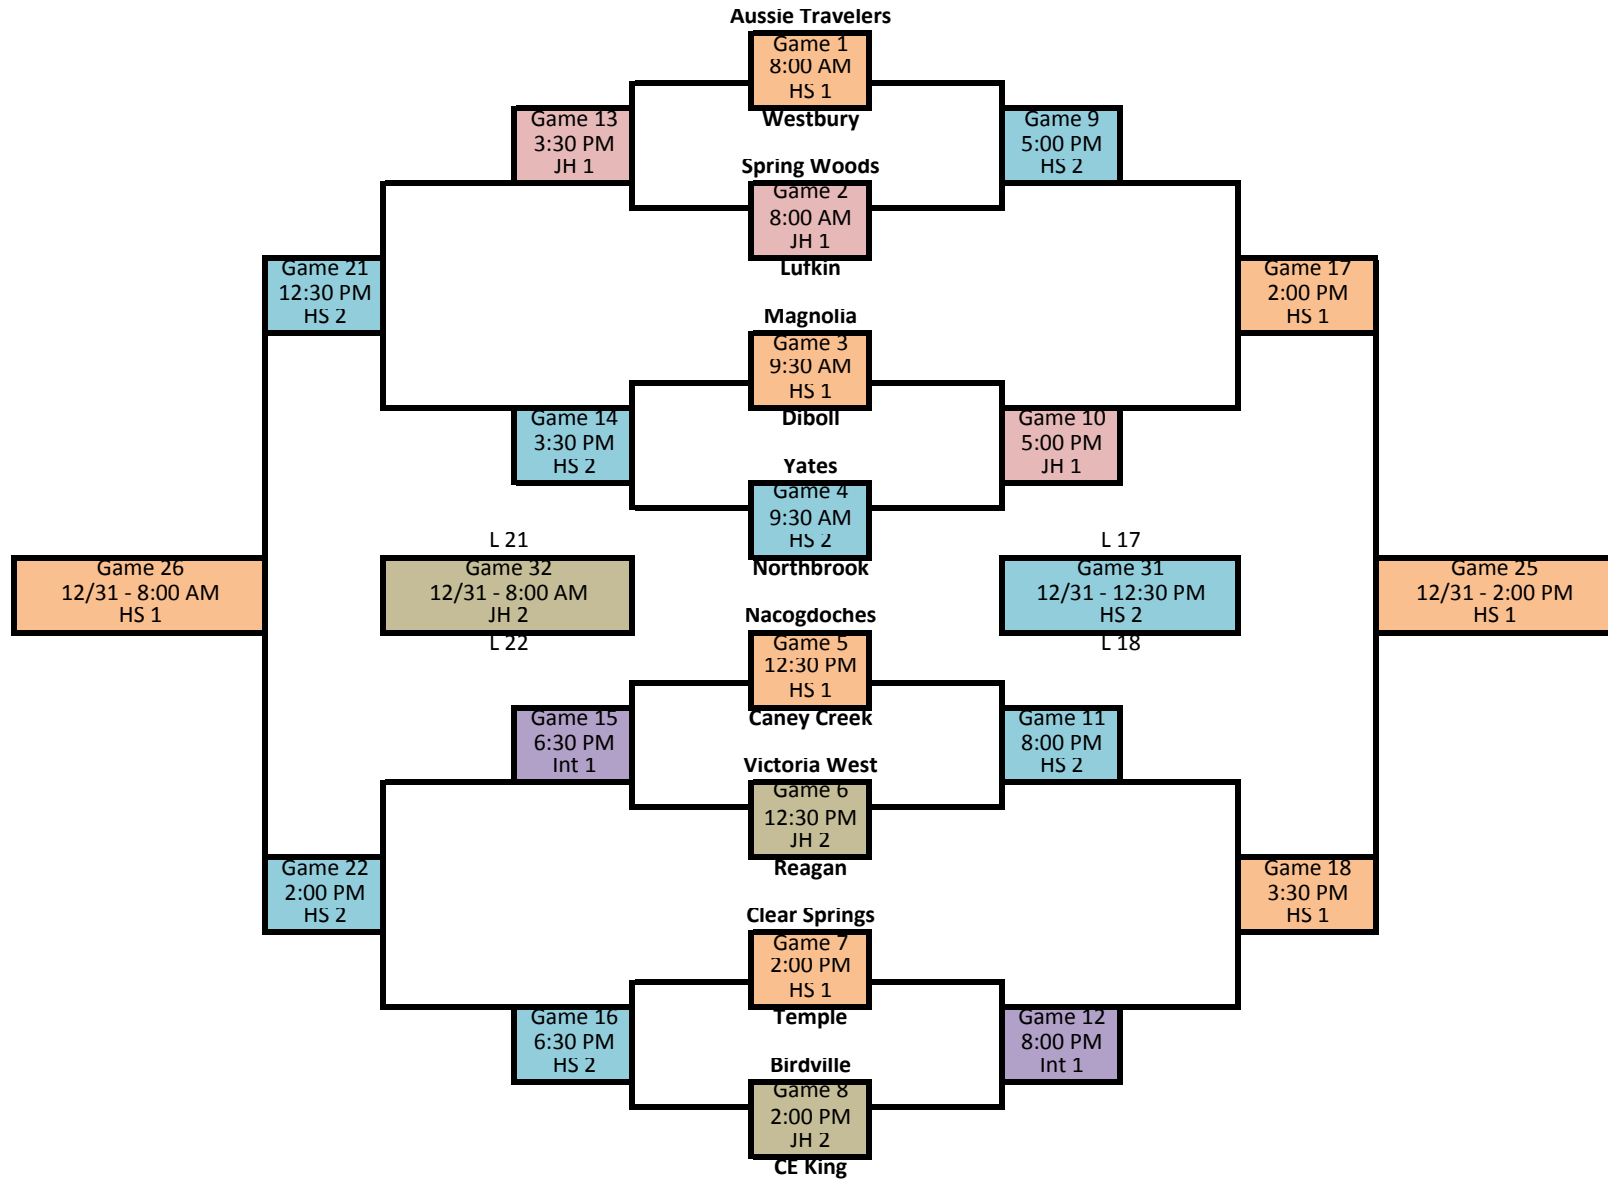 Aussie Travelers
Game 1
8:00 AM
HS 1
Westbury
Game 13
3:30 PM
JH 1
Game 9
5:00 PM
HS 2
Spring Woods
Game 2
8:00 AM
JH 1
Lufkin
Game 21
12:30 PM
HS 2
Game 17
2:00 PM
HS 1
Magnolia
Game 3
9:30 AM
HS 1
Diboll
Game 14
3:30 PM
HS 2
Game 10
5:00 PM
JH 1
Yates
Game 4
9:30 AM
HS 2
Northbrook
L 21
Game 32
12/31 - 8:00 AM
JH 2
L 22
L 17
Game 31
12/31 - 12:30 PM
HS 2
L 18
Game 26
12/31 - 8:00 AM
HS 1
Game 25
12/31 - 2:00 PM
HS 1
Nacogdoches
Game 5
12:30 PM
HS 1
Caney Creek
Game 15
6:30 PM
Int 1
Game 11
8:00 PM
HS 2
Victoria West
Game 6
12:30 PM
JH 2
Reagan
Game 22
2:00 PM
HS 2
Game 18
3:30 PM
HS 1
Clear Springs
Game 7
2:00 PM
HS 1
Temple
Game 16
6:30 PM
HS 2
Game 12
8:00 PM
Int 1
Birdville
Game 8
2:00 PM
JH 2
CE King